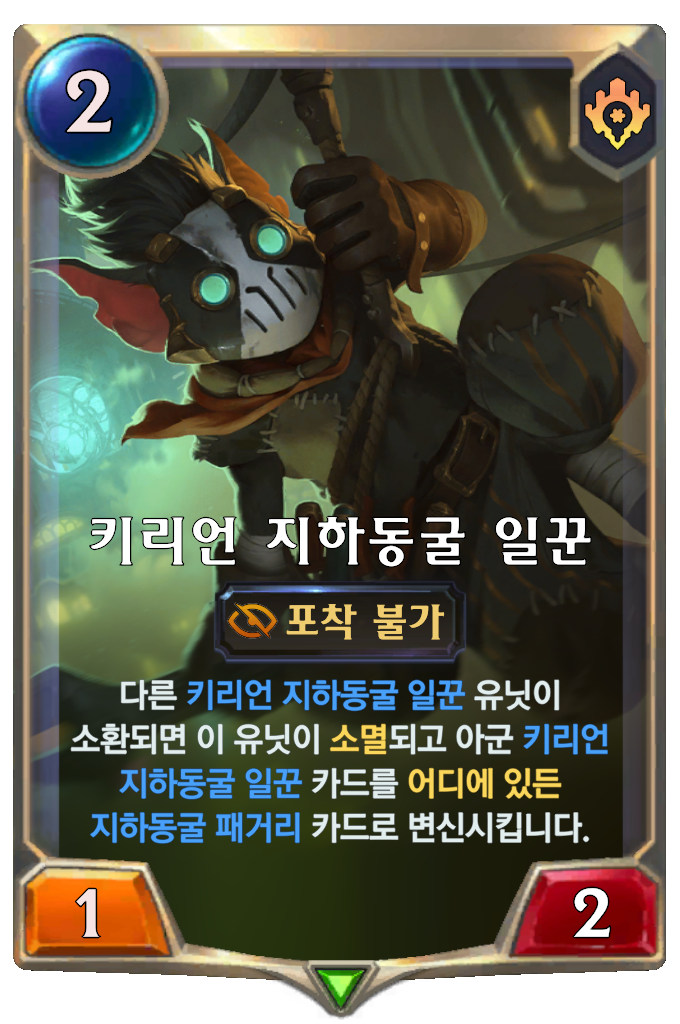 2
키리언 지하동굴 일꾼
포착 불가
다른 키리언 지하동굴 일꾼 유닛이
소환되면 이 유닛이 소멸되고 아군 키리언
지하동굴 일꾼 카드를 어디에 있든
지하동굴 패거리 카드로 변신시킵니다.
1
2